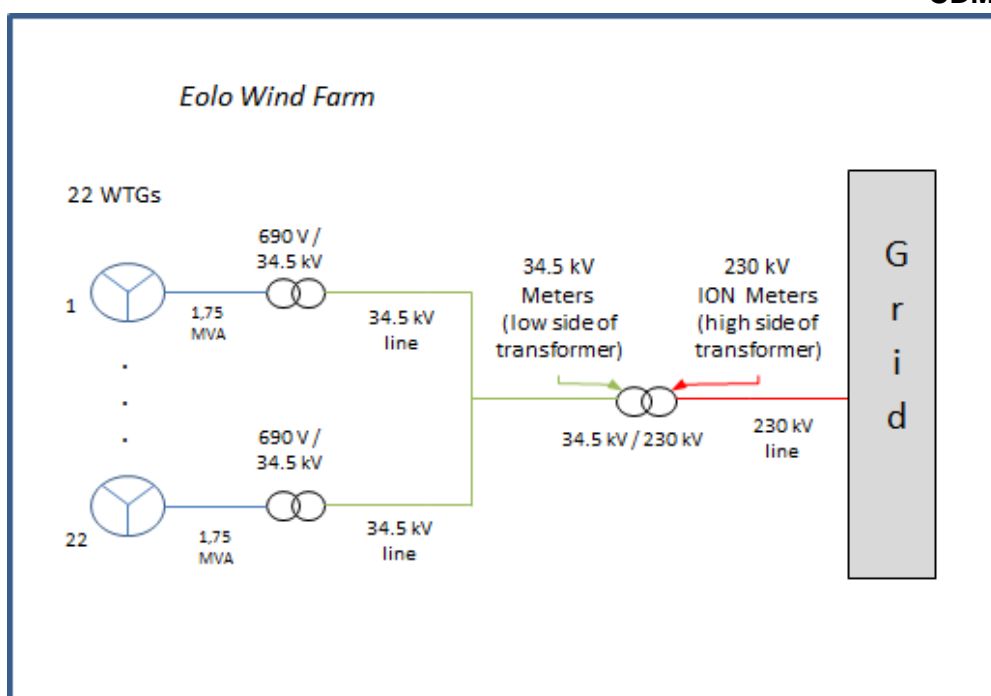 Eolo Wind Farm
22 WTGs
690 V /
34.5 kV
1
1,75
MVA
34.5 kV
line
34.5 kV
Meters
(low side of
transformer)
230 kV
ION Meters
(high side of
transformer)
34.5 kV / 230 kV
230 kV
line
G
r
i
d
690 V /
34.5 kV
22
1,75
MVA
34.5 kV
line